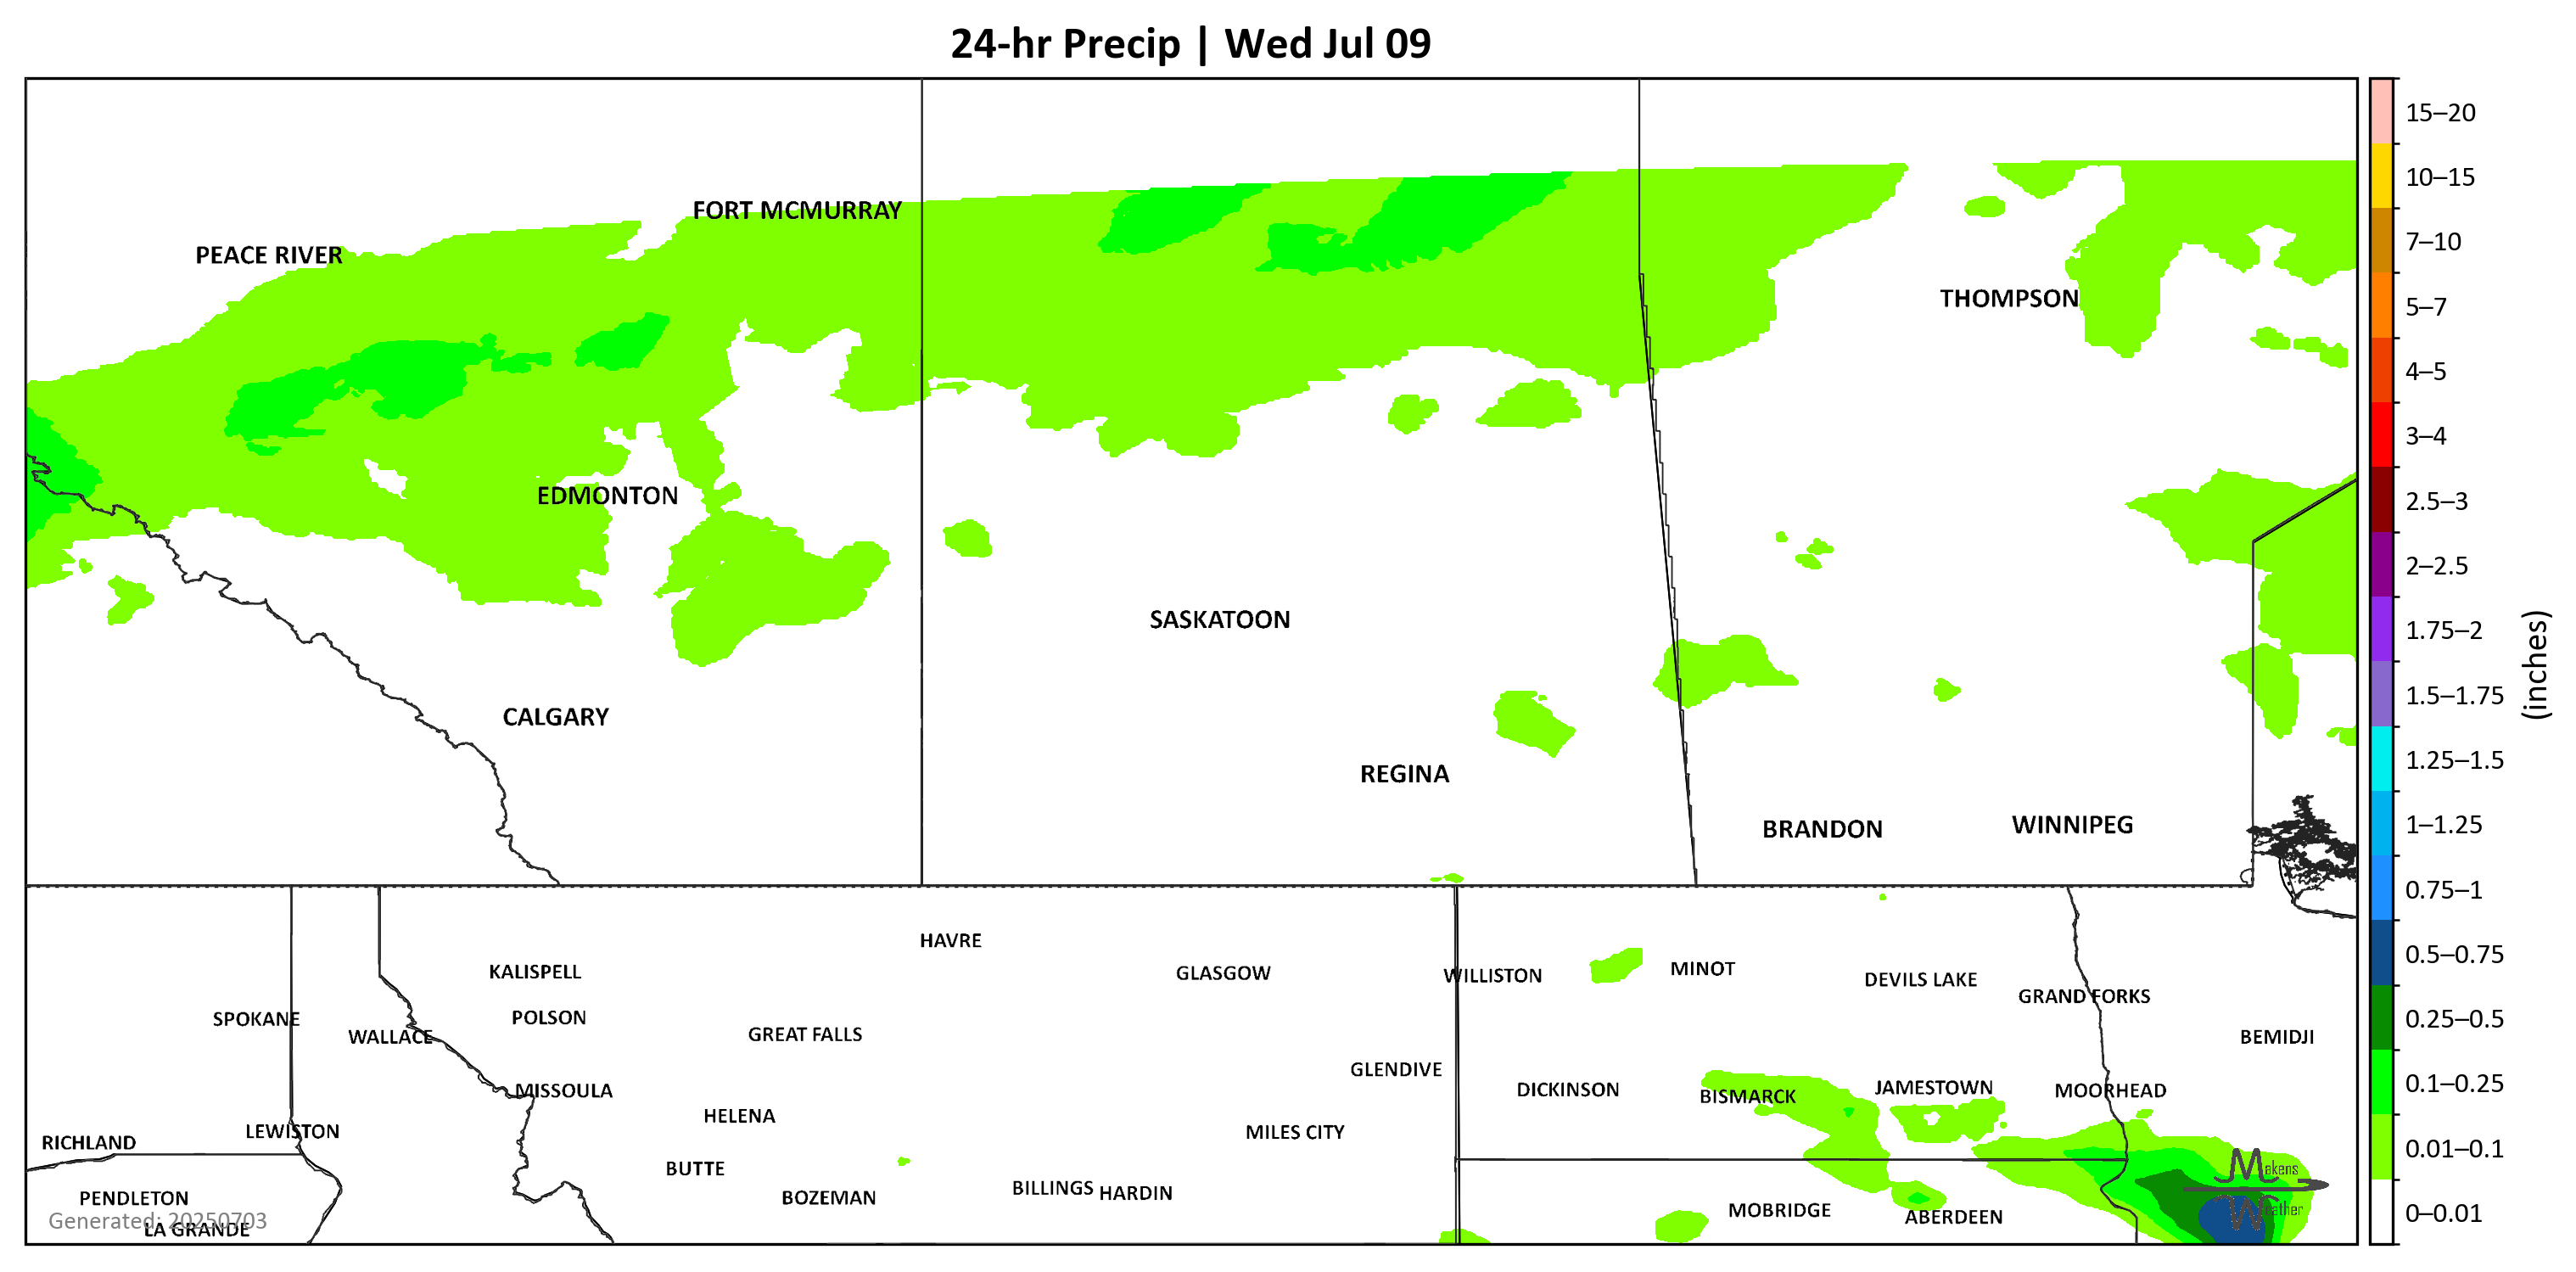 24-hr Precip | Wed Jul 09
15–20
10–15
7–10
5–7
4–5
3–4
2.5–3
2–2.5
1.75–2
1.5–1.75
1.25–1.5
1–1.25
0.75–1
0.5–0.75
0.25–0.5
0.1–0.25
0.01–0.1
0–0.01
(inches)
FORT MCMURRAY
PEACE RIVER
THOMPSON
EDMONTON
SASKATOON
CALGARY
REGINA
BRANDON
WINNIPEG
HAVRE
KALISPELL
GLASGOW
WILLISTON
MINOT
DEVILS LAKE
GRAND FORKS
SPOKANE
POLSON
WALLACE
GREAT FALLS
BEMIDJI
GLENDIVE
MISSOULA
DICKINSON
BISMARCK
JAMESTOWN
MOORHEAD
HELENA
LEWISTON
MILES CITY
RICHLAND
BUTTE
BILLINGS
HARDIN
PENDLETON
BOZEMAN
MOBRIDGE
ABERDEEN
Generated: 20250703
LA GRANDE
Makens
Weather